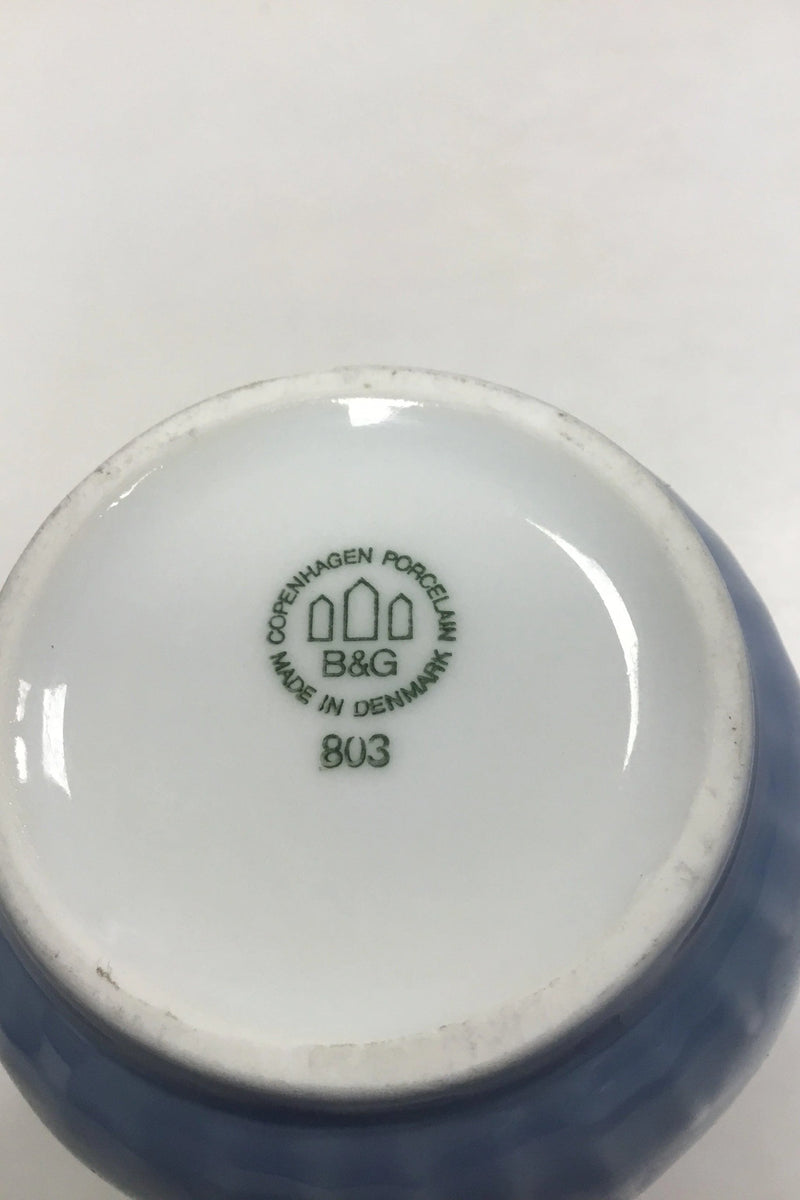 COPENHAGEN PORCELAIN
B&G
MADE IN DENMARK
803